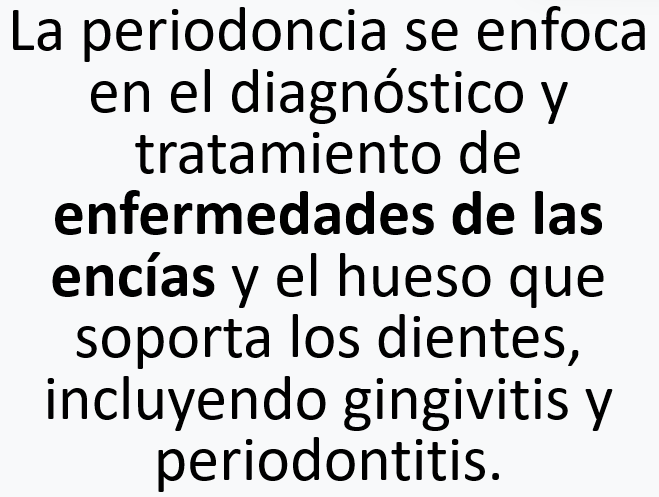 La periodoncia se enfoca
en el diagnóstico y
tratamiento de
enfermedades de las
encías y el hueso que
soporta los dientes,
incluyendo gingivitis y
periodontitis.